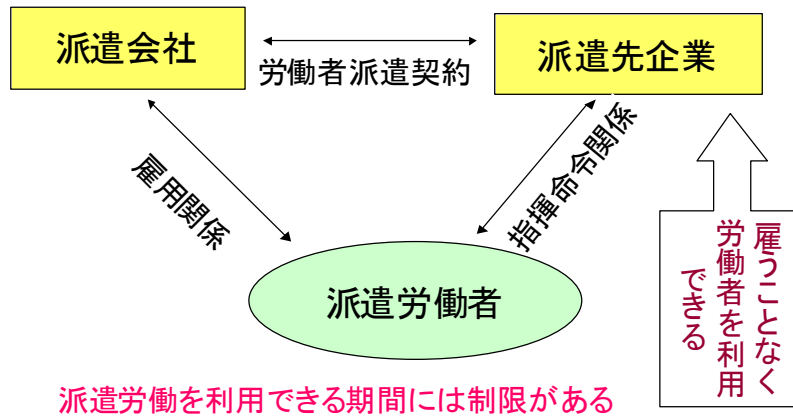 派遣会社
派遣先企業
労働者派遣契約
雇用関係
指揮命令関係
派遣労働者
雇うことなく
労働者を利用
できる
派遣労働を利用できる期間には制限がある